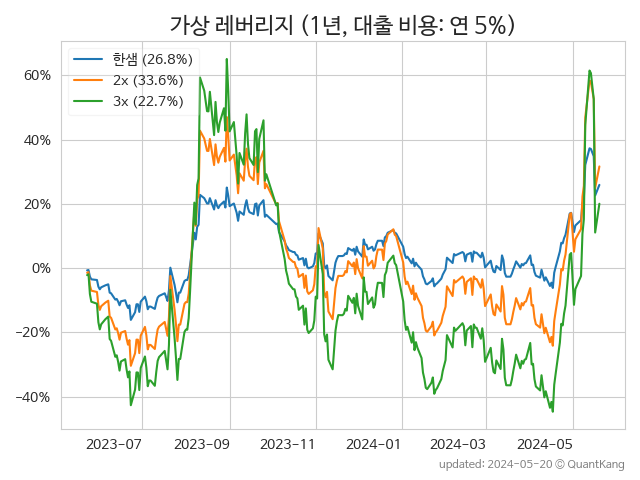 가상 레버리지 (1년, 대출 비용: 연 5%)
한샘 (26.8%)
2x (33.6%)
3x (22.7%)
60%
40%
20%
0%
−20%
−40%
2023-07
2023-09
2023-11
2024-01
2024-03
2024-05
updated: 2024-05-20 © QuantKang